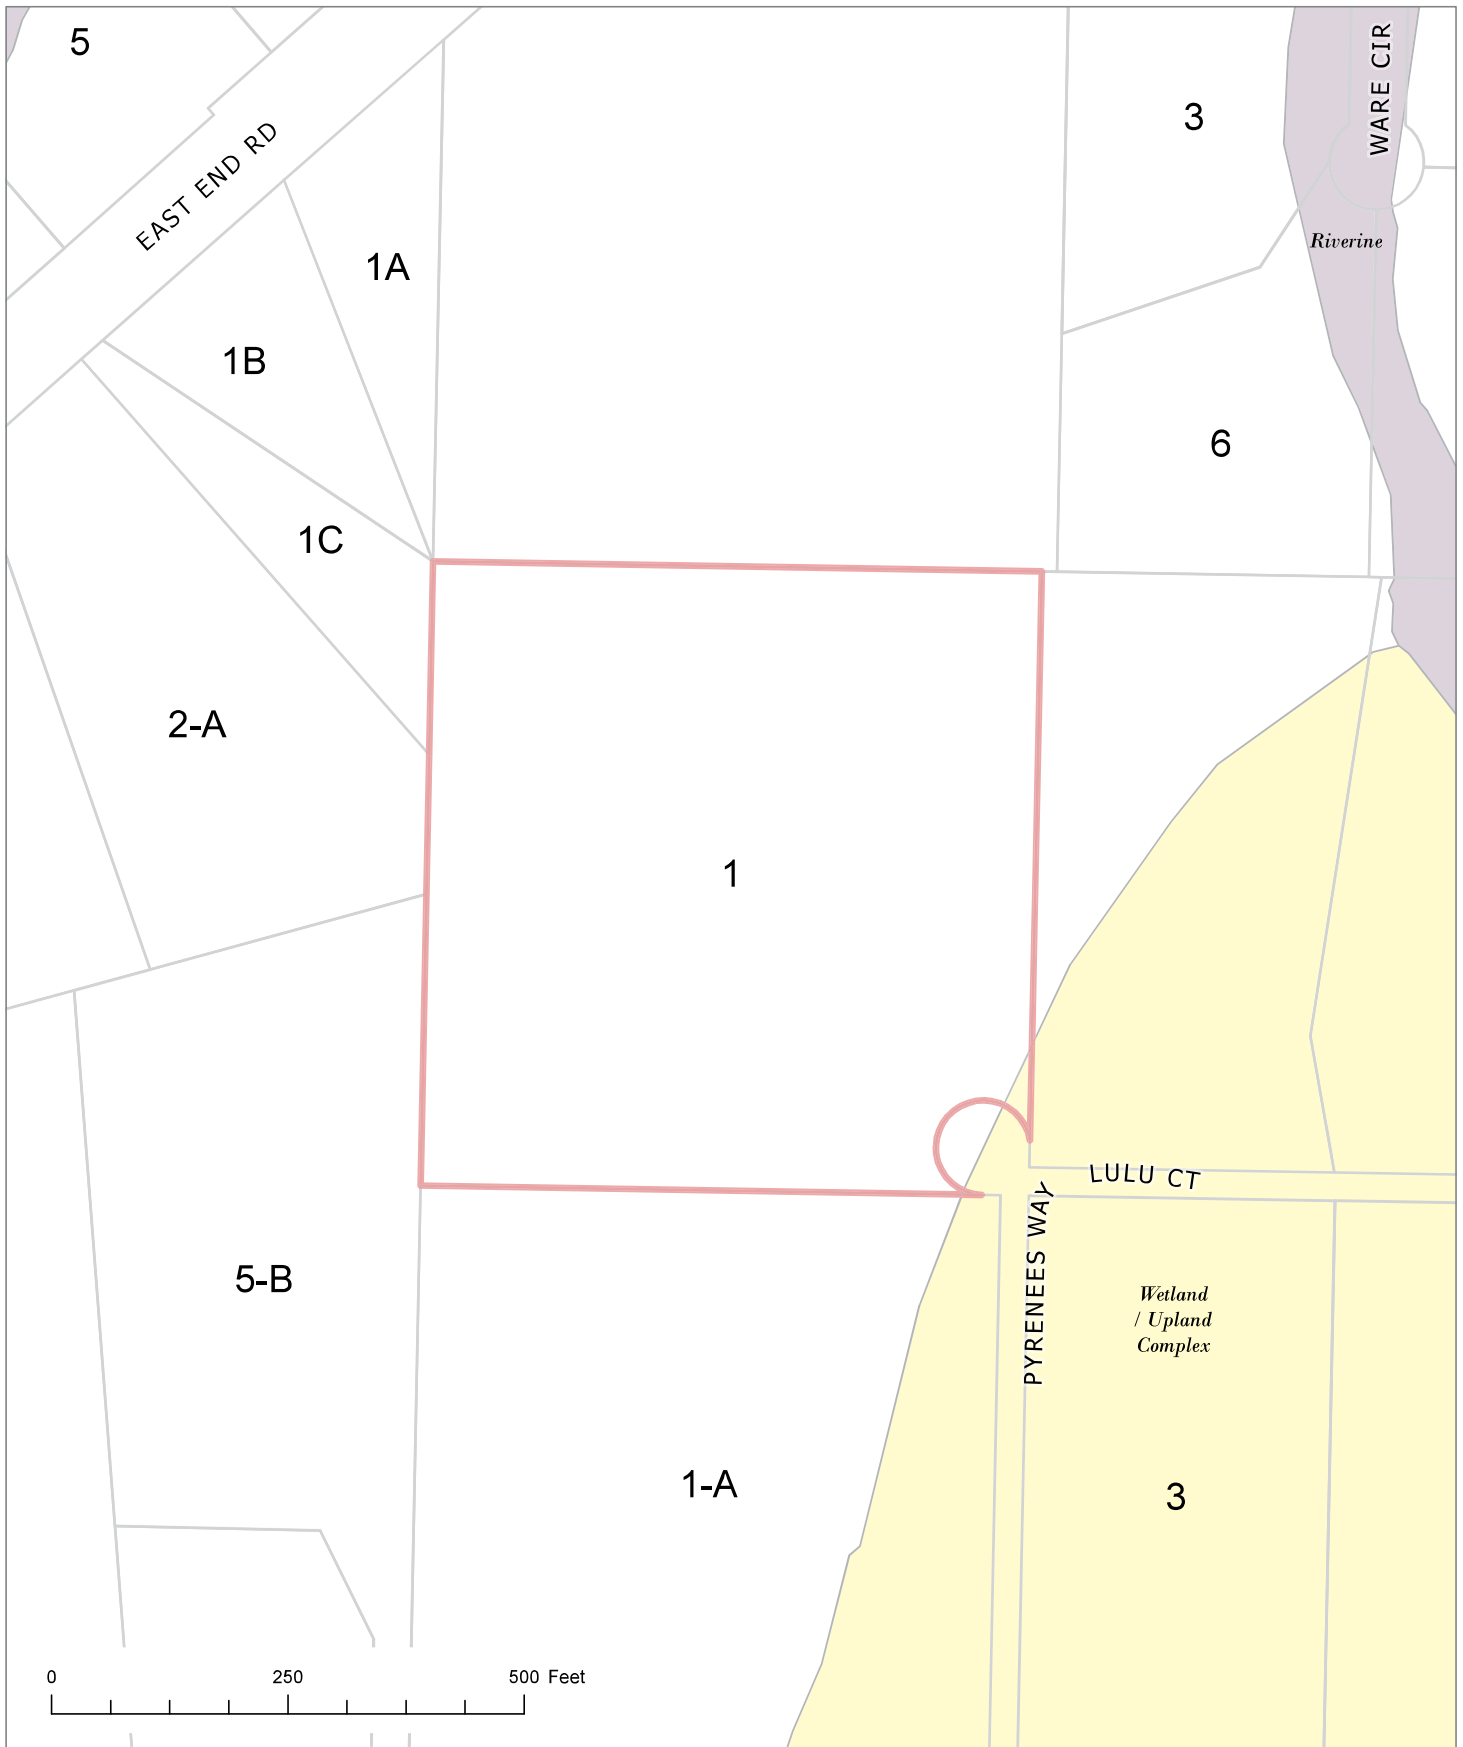 5
WARE CIR
3
EAST END RD
Riverine
1A
1B
6
1C
2-A
1
LULU CT
PYRENEES WAY
5-B
Wetland
/ Upland
Complex
1-A
3
0 250 500 Feet